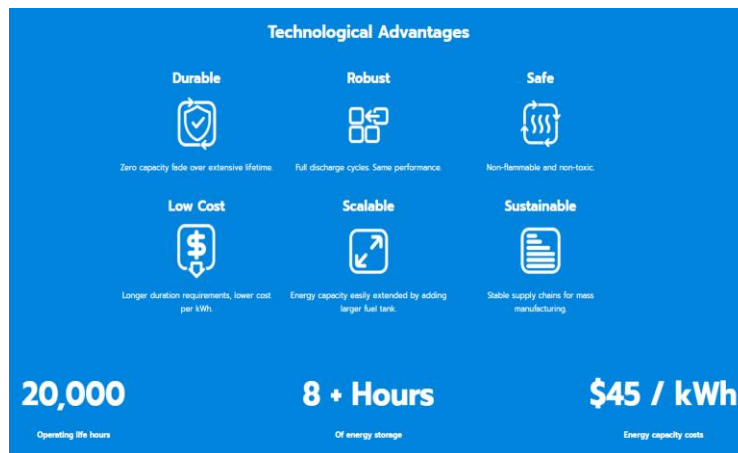 Technological Advantages
Durable
Robust
Safe
Zero capacity fade over extensive lifetime.
Full discharge cycles. Same performance.
Non-flammable and non-toxic.
Low Cost
Scalable
Sustainable
$
Longer duration requirements, lower cost
per kWh.
Energy capacity easily extended by adding
larger fuel tank.
Stable supply chains for mass
manufacturing.
20,000
8 + Hours
$45 / kWh
Operating life hours
Of energy storage
Energy capacity costs